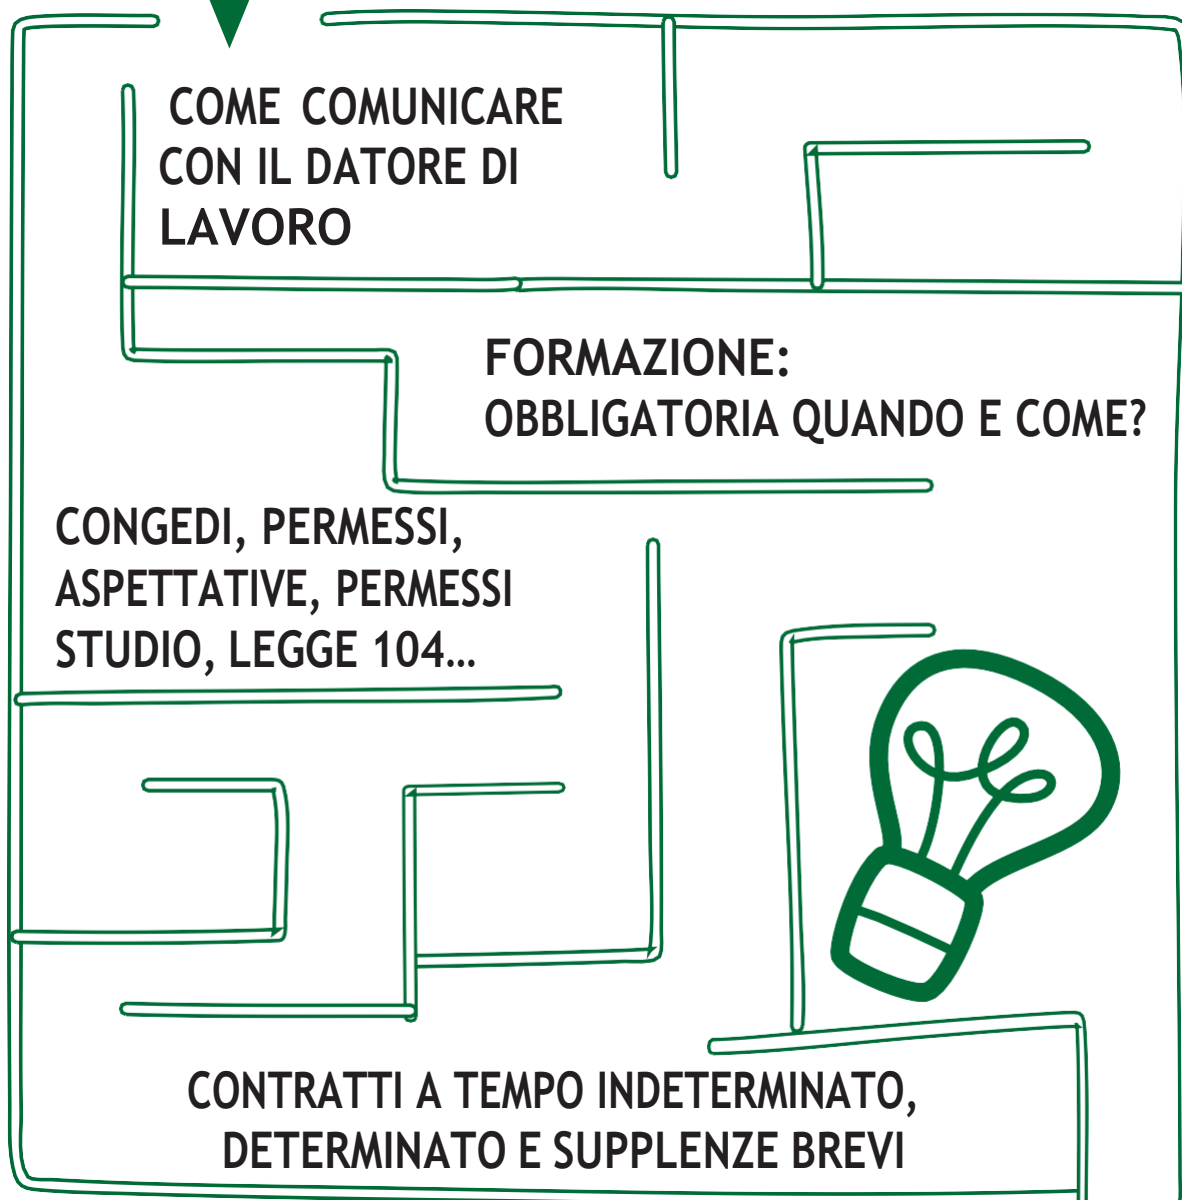 COME COMUNICARE
CON IL DATORE DI
LAVORO
FORMAZIONE:
OBBLIGATORIA QUANDO E COME?
CONGEDI, PERMESSI,
ASPETTATIVE, PERMESSI
STUDIO, LEGGE 104...
CONTRATTI A TEMPO INDETERMINATO,
DETERMINATO E SUPPLENZE BREVI